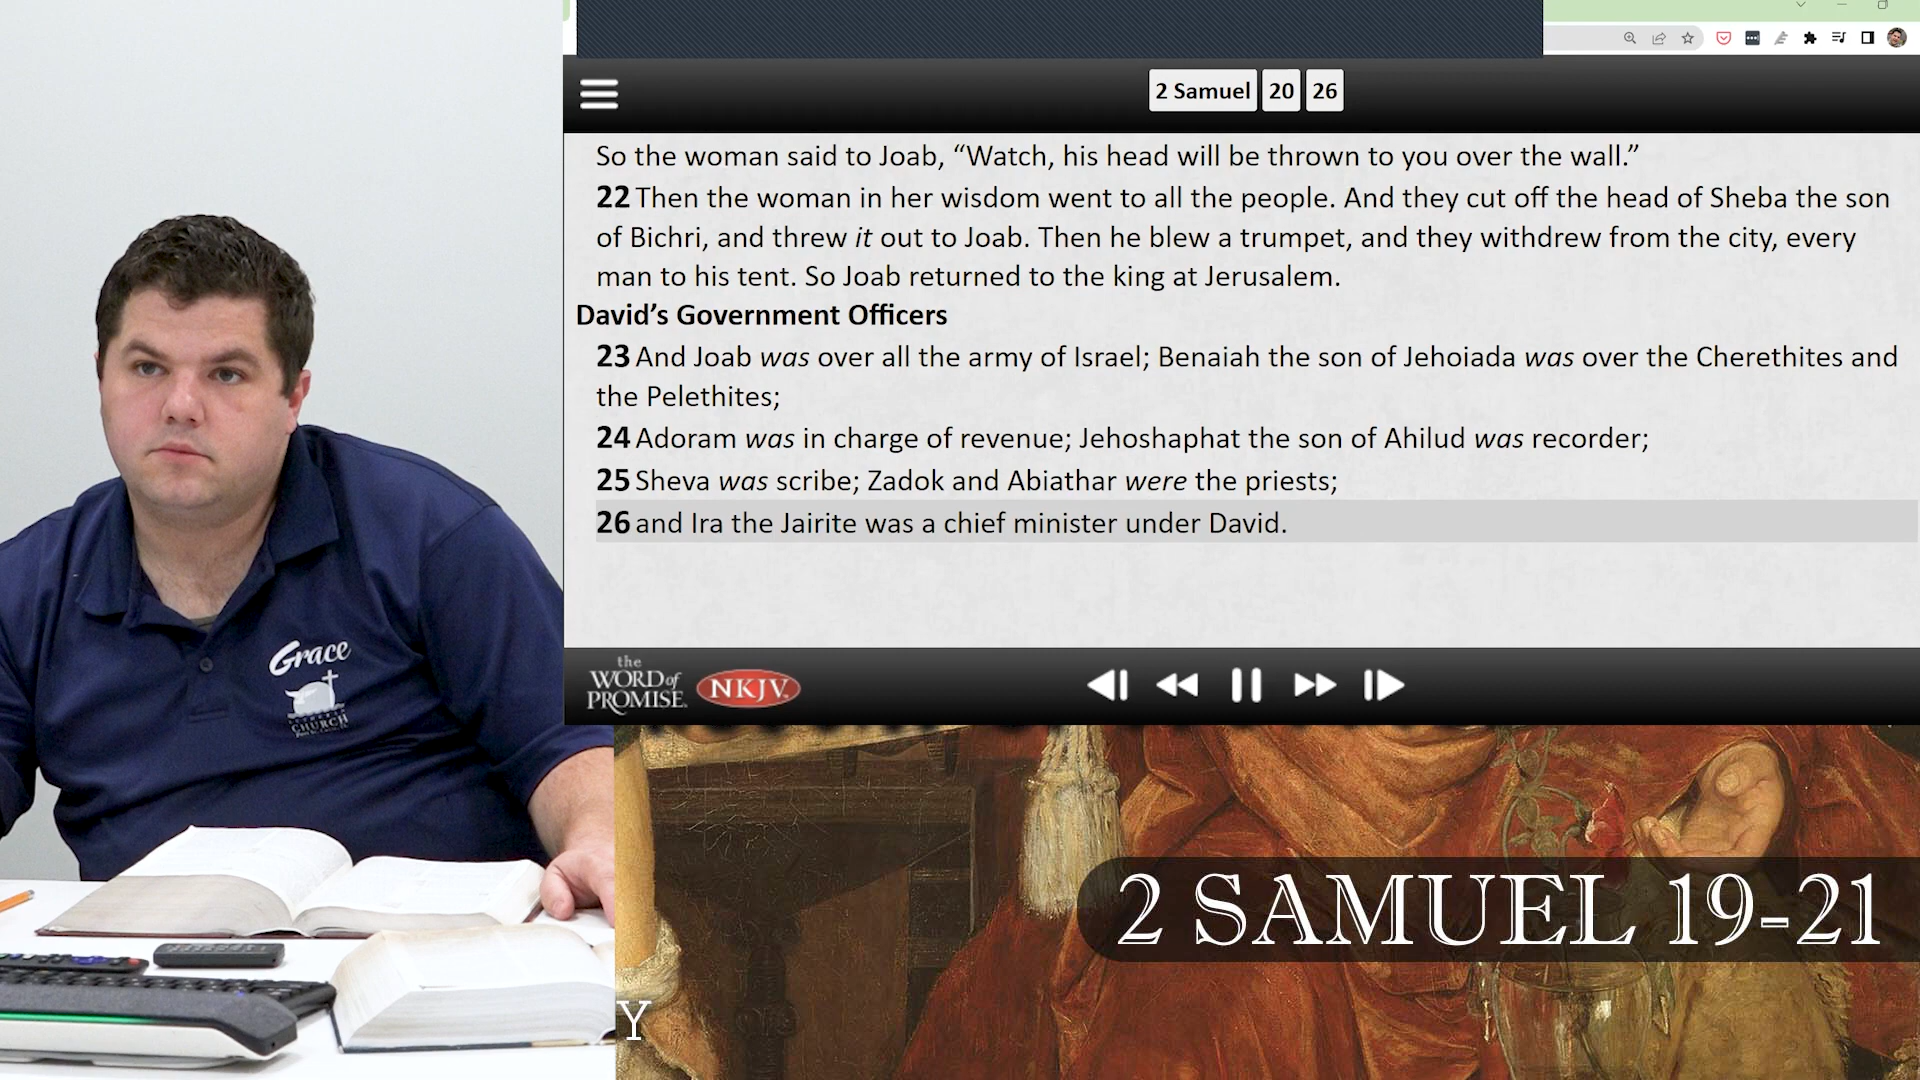 2 Samuel 20 26
So the woman said to Joab, “Watch, his head will be thrown to you over the wall.”
22 Then the woman in her wisdom went to all the people. And they cut off the head of Sheba the son
of Bichri, and threw it out to Joab. Then he blew a trumpet, and they withdrew from the city, every
man to his tent. So Joab returned to the king at Jerusalem.
David’s Government Officers
23 And Joab was over all the army of Israel; Benaiah the son of Jehoiada was over the Cherethites and
the Pelethites;
24 Adoram was in charge of revenue; Jehoshaphat the son of Ahilud was recorder;
25 Sheva was scribe; Zadok and Abiathar were the priests;
26 and Ira the Jairite was a chief minister under David.
the
WORD of
PROMISE
NKJV
Grace
CHURCH
2 SAMUEL 19-21
Y